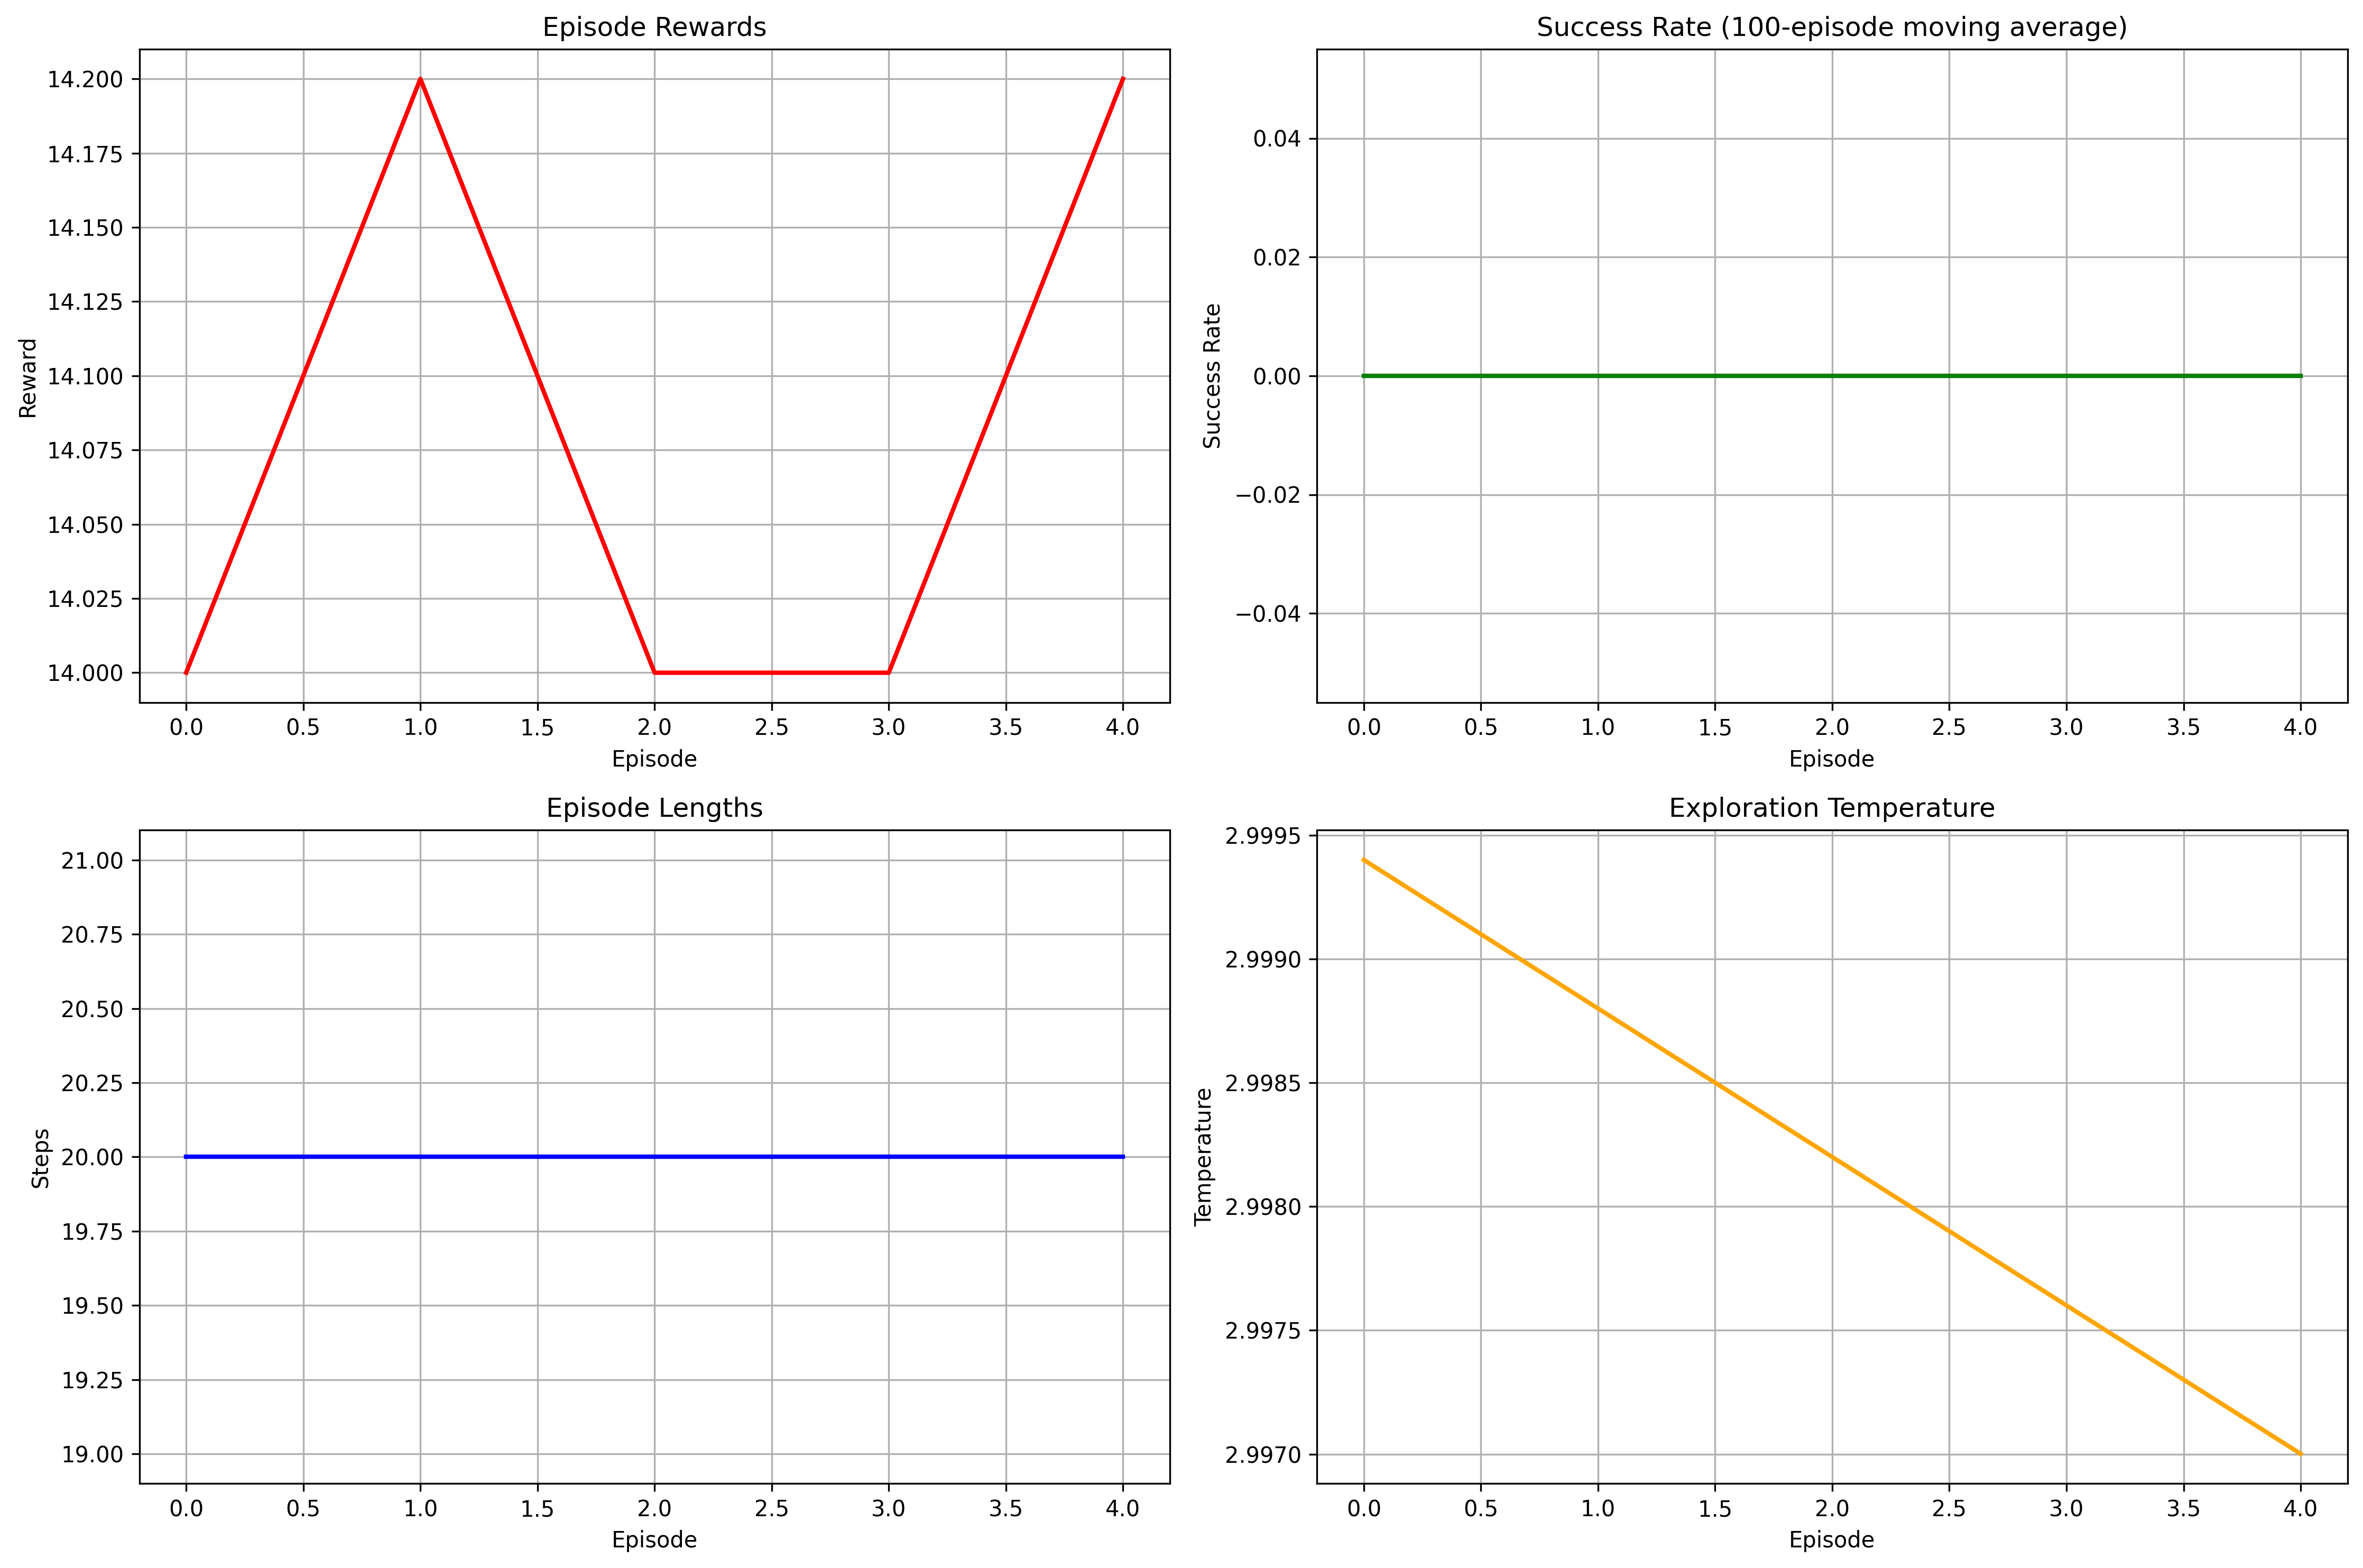 Episode Rewards
Reward
14.200
14.175
14.150
14.125
14.100
14.075
14.050
14.025
14.000
0.0 0.5 1.0 1.5 2.0 2.5 3.0 3.5 4.0
Episode
Success Rate (100-episode moving average)
Success Rate
0.04
0.02
0.00
−0.02
−0.04
0.0 0.5 1.0 1.5 2.0 2.5 3.0 3.5 4.0
Episode
Episode Lengths
Steps
21.00
20.75
20.50
20.25
20.00
19.75
19.50
19.25
19.00
0.0 0.5 1.0 1.5 2.0 2.5 3.0 3.5 4.0
Episode
Exploration Temperature
Temperature
2.9995
2.9990
2.9985
2.9980
2.9975
2.9970
0.0 0.5 1.0 1.5 2.0 2.5 3.0 3.5 4.0
Episode